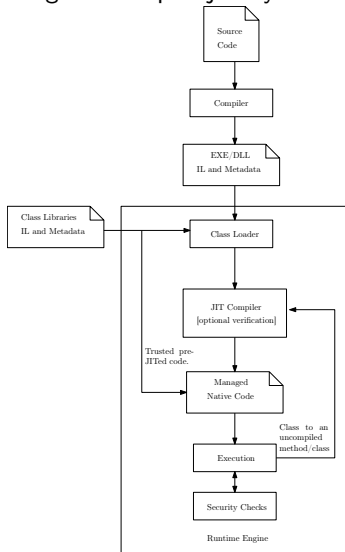 Source
Code
Compiler
EXE/DLL
IL and Metadata
Class Libraries
IL and Metadata
Class Loader
JIT Compiler
[optional verification]
Trusted pre-
JITed code.
Managed
Native Code
Class to an
uncompiled
method/class
Execution
Security Checks
Runtime Engine